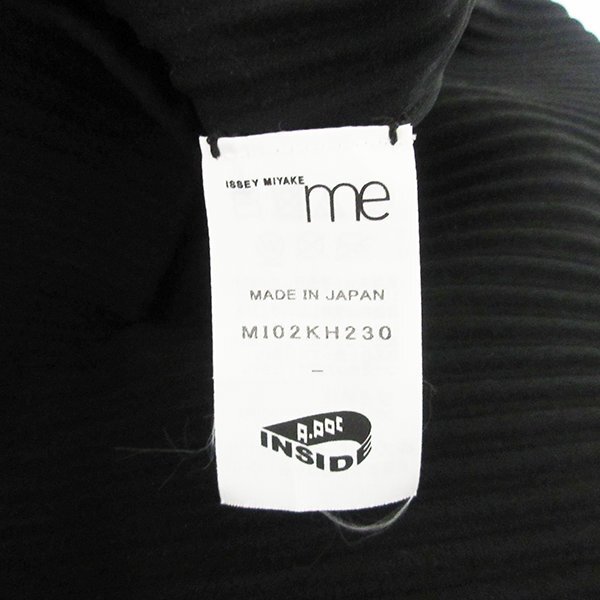 ISSEY MIYAKE
me
MADE IN JAPAN
MI02KH230
–
A.POC
INSIDE